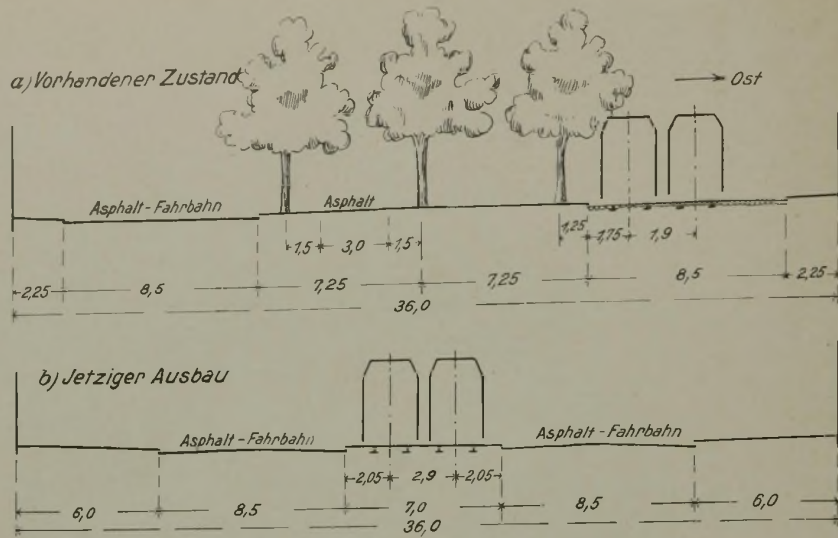 a) Vorhandener Zustand
Ost
Asphalt-Fahrbahn
Asphalt
1,5 3,0 1,5 1,25 1,75 1,9
2,25 8,5 7,25 7,25 8,5 2,25
36,0
b) Jetziger Ausbau
Asphalt-Fahrbahn Asphalt-Fahrbahn
2,05 2,9 2,05
6,0 8,5 7,0 8,5 6,0
36,0